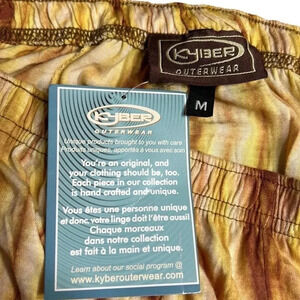 KYBER
OUTERWEAR
M
KYBER
OUTERWEAR
Unique products brought to you with care
Produits uniques, apportés à vous avec soin
You're an original, and
your clothing should be, too.
Each piece in our collection
is hand crafted and unique.
Vous êtes une personne unique
et donc, votre linge doit l'être aussi!
Chaque morceaux
dans notre collection
est fait à la main et unique.
Learn about our social program @
www.kyberouterwear.com